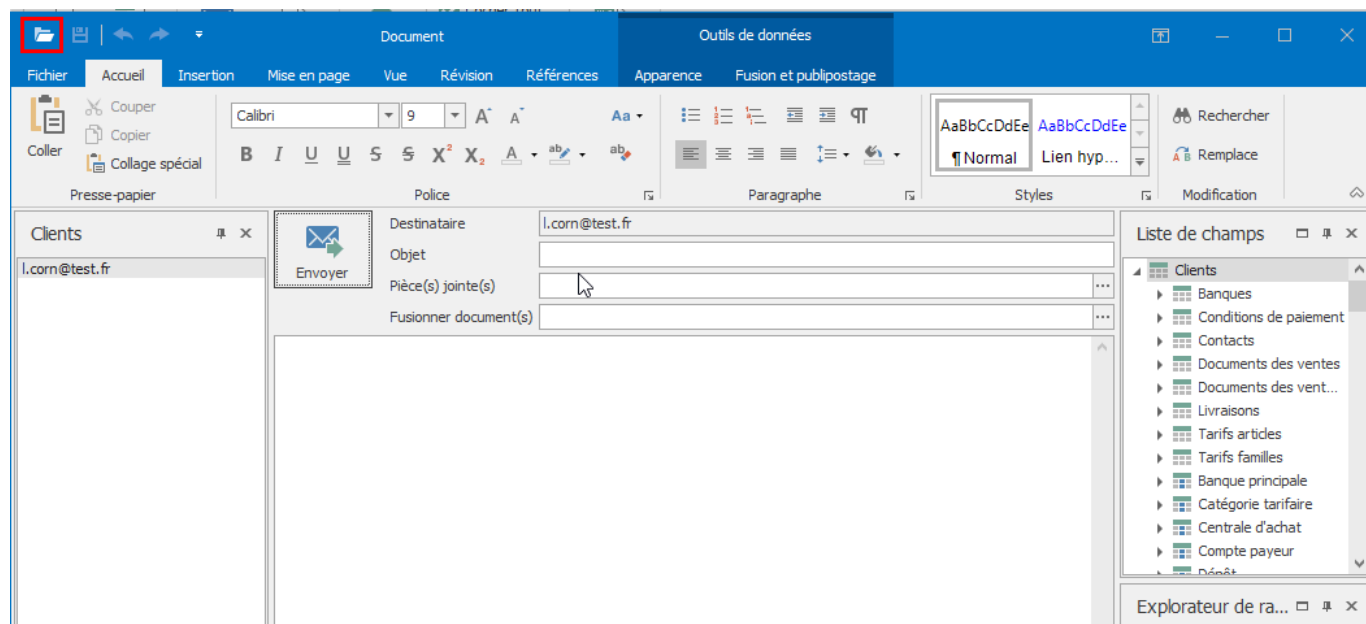 Document
Outils de données
Fichier Accueil Insertion Mise en page Vue Révision Références Apparence Fusion et publipostage
Coller
Couper
Copier
Collage spécial
Presse-papier
Calibri 9 A A Aa
B I U U S S X² X₂ A ab ab
Police
Paragraphe
AaBbCcDdEe AaBbCcDdEe
¶ Normal Lien hyp...
Styles
Rechercher
Remplace
Modification
Clients
l.corn@test.fr
Envoyer
Destinataire l.corn@test.fr
Objet
Pièce(s) jointe(s)
Fusionner document(s)
Liste de champs
Clients
Banques
Conditions de paiement
Contacts
Documents des ventes
Documents des vent...
Livraisons
Tarifs articles
Tarifs familles
Banque principale
Catégorie tarifaire
Centrale d'achat
Compte payeur
Dépôt
Explorateur de ra...